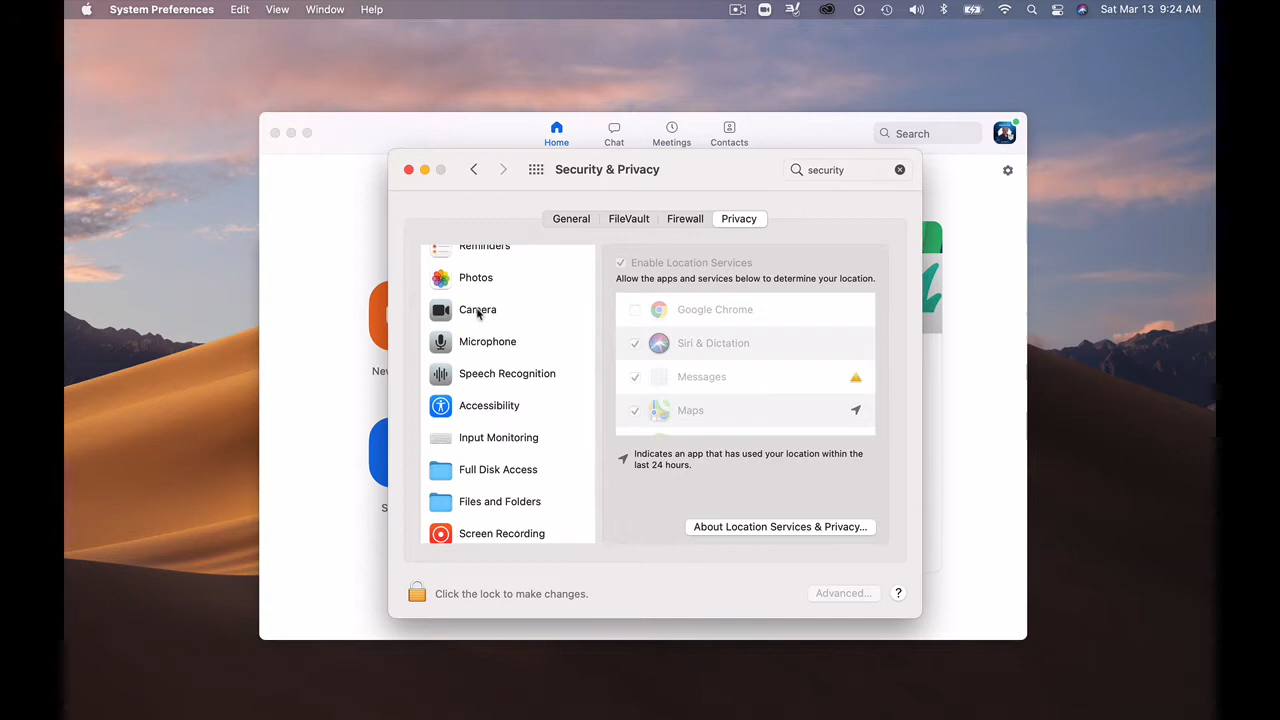 System Preferences Edit View Window Help Sat Mar 13 9:24 AM
Home Chat Meetings Contacts Search
Security & Privacy security
General FileVault Firewall Privacy
Reminders
Photos
Camera
Microphone
Speech Recognition
Accessibility
Input Monitoring
Full Disk Access
Files and Folders
Screen Recording
Enable Location Services
Allow the apps and services below to determine your location.
Google Chrome
Siri & Dictation
Messages
Maps
Indicates an app that has used your location within the
last 24 hours.
About Location Services & Privacy...
Click the lock to make changes.
Advanced... ?
Ne
S